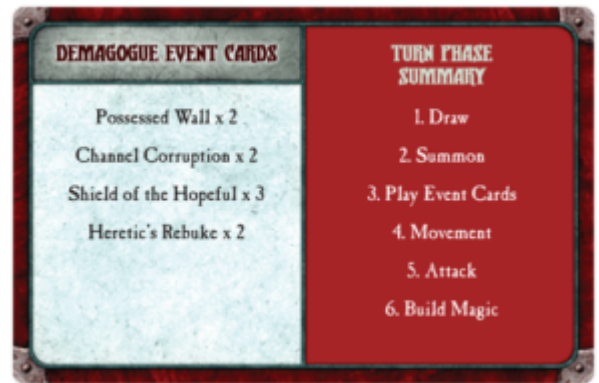 DEMAGOGUE EVENT CARDS
Possessed Wall x 2
Channel Corruption x 2
Shield of the Hopeful x 3
Heretic's Rebuke x 2
TURN PHASE
SUMMARY
1. Draw
2. Summon
3. Play Event Cards
4. Movement
5. Attack
6. Build Magic